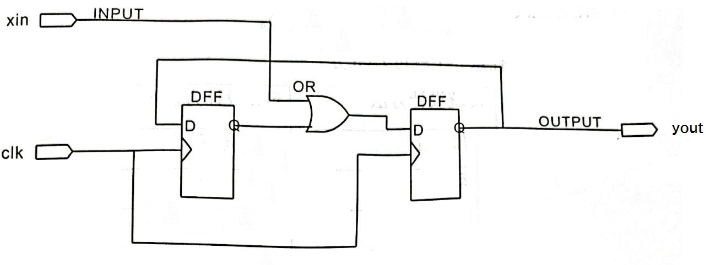 xin INPUT
OR
DFF
DFF
D Q
D Q
OUTPUT yout
clk